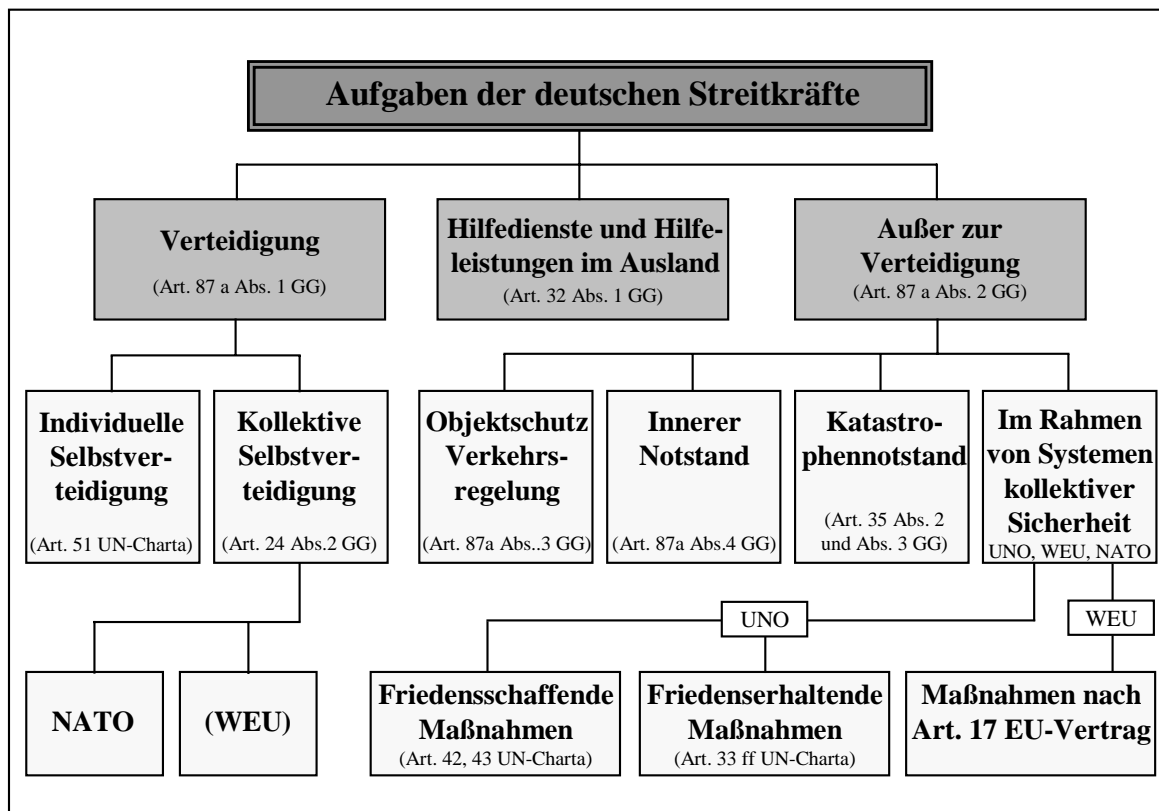 Aufgaben der deutschen Streitkräfte
Verteidigung
(Art. 87 a Abs. 1 GG)
Hilfedienste und Hilfe-
leistungen im Ausland
(Art. 32 Abs. 1 GG)
Außer zur
Verteidigung
(Art. 87 a Abs. 2 GG)
Individuelle
Selbstver-
teidigung
(Art. 51 UN-Charta)
Kollektive
Selbstver-
teidigung
(Art. 24 Abs.2 GG)
Objektschutz
Verkehrs-
regelung
(Art. 87a Abs..3 GG)
Innerer
Notstand
(Art. 87a Abs.4 GG)
Katastro-
phennotstand
(Art. 35 Abs. 2
und Abs. 3 GG)
Im Rahmen
von Systemen
kollektiver
Sicherheit
UNO, WEU, NATO
UNO
WEU
NATO
(WEU)
Friedensschaffende
Maßnahmen
(Art. 42, 43 UN-Charta)
Friedenserhaltende
Maßnahmen
(Art. 33 ff UN-Charta)
Maßnahmen nach
Art. 17 EU-Vertrag